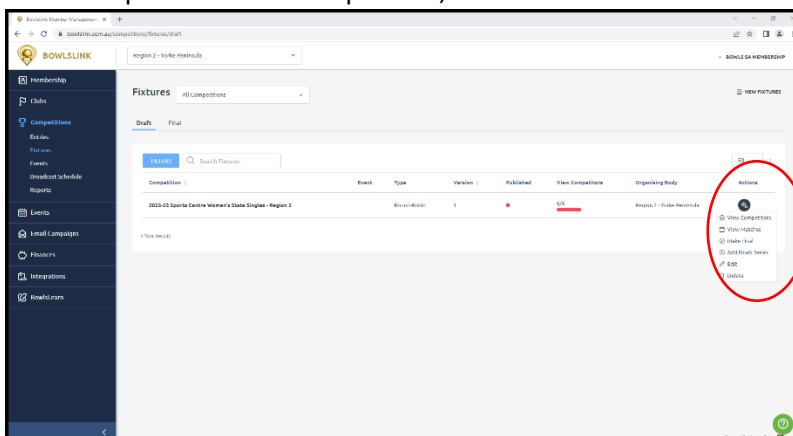 Bowlslink Member Managemen
bowlslink.com.au/competitions/fixtures/draft
BOWLSLINK
Region 2 - Yorke Peninsula
BOWLS SA MEMBERSHIP
Membership
Clubs
Competitions
Entries
Fixtures
Events
Broadcast Schedule
Reports
Events
Email Campaigns
Finances
Integrations
BowlsLearn
Fixtures
All Competitions
NEW FIXTURES
Draft Final
FILTERS Search Fixtures
50
Competition Event Type Version Published View Competitors Organising Body Actions
2022-23 Sports Centre Women's State Singles - Region 2 Round-Robin 1 6/6 Region 2 - Yorke Peninsula
View Competitors
View Matches
Make Final
Add Finals Series
Edit
Delete
1 Total Results